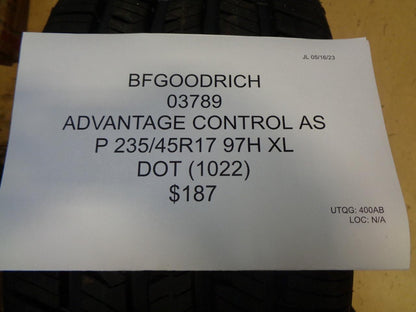 JL 05/16/23
BFGOODRICH
03789
ADVANTAGE CONTROL AS
P 235/45R17 97H XL
DOT (1022)
$187
UTQG: 400AB
LOC: N/A